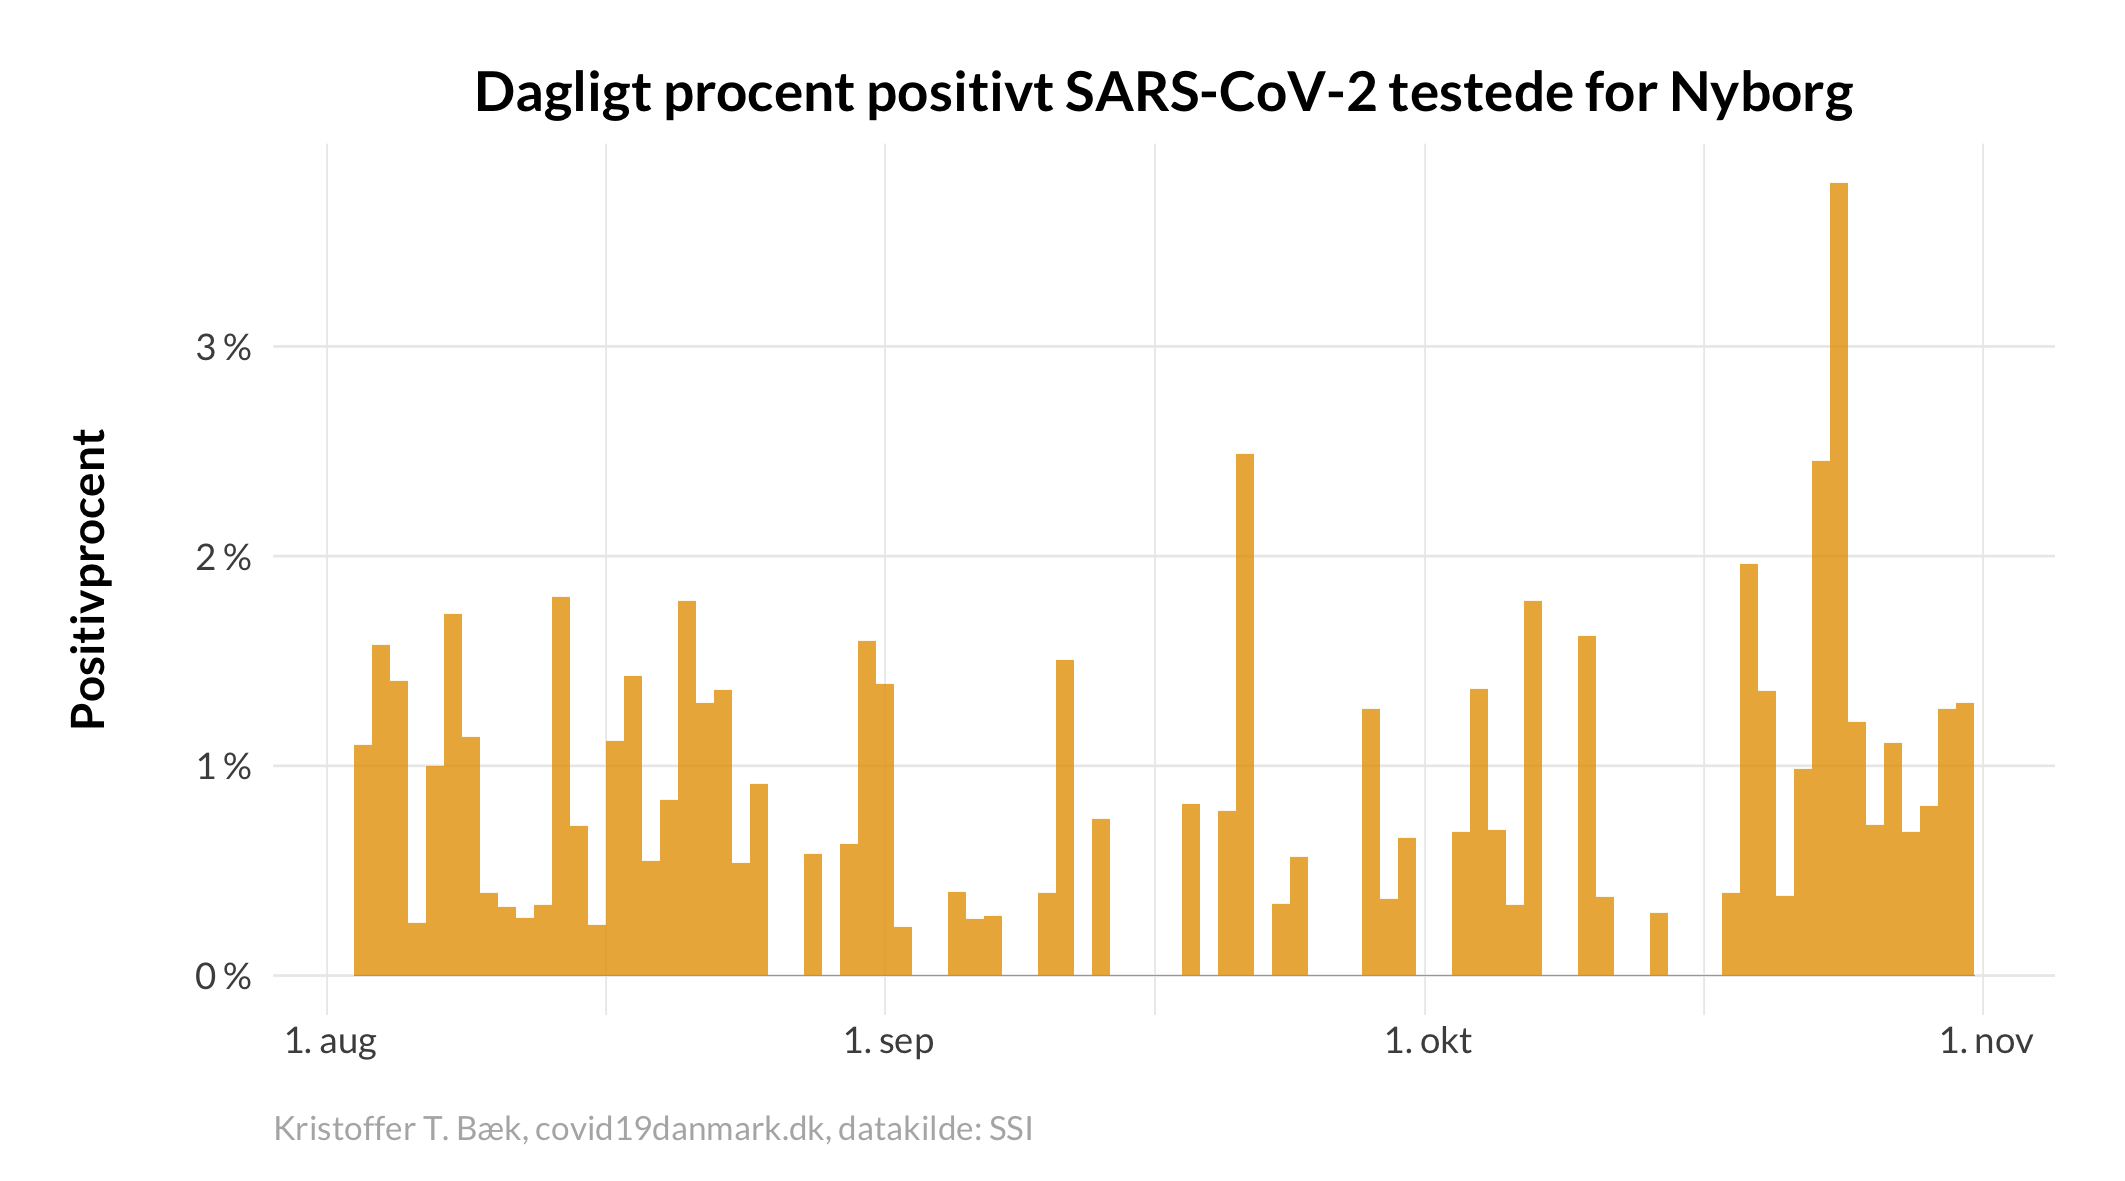 Dagligt procent positivt SARS-CoV-2 testede for Nyborg
Positivprocent
3 %
2 %
1 %
0 %
1. aug
1. sep
1. okt
1. nov
Kristoffer T. Bæk, covid19danmark.dk, datakilde: SSI